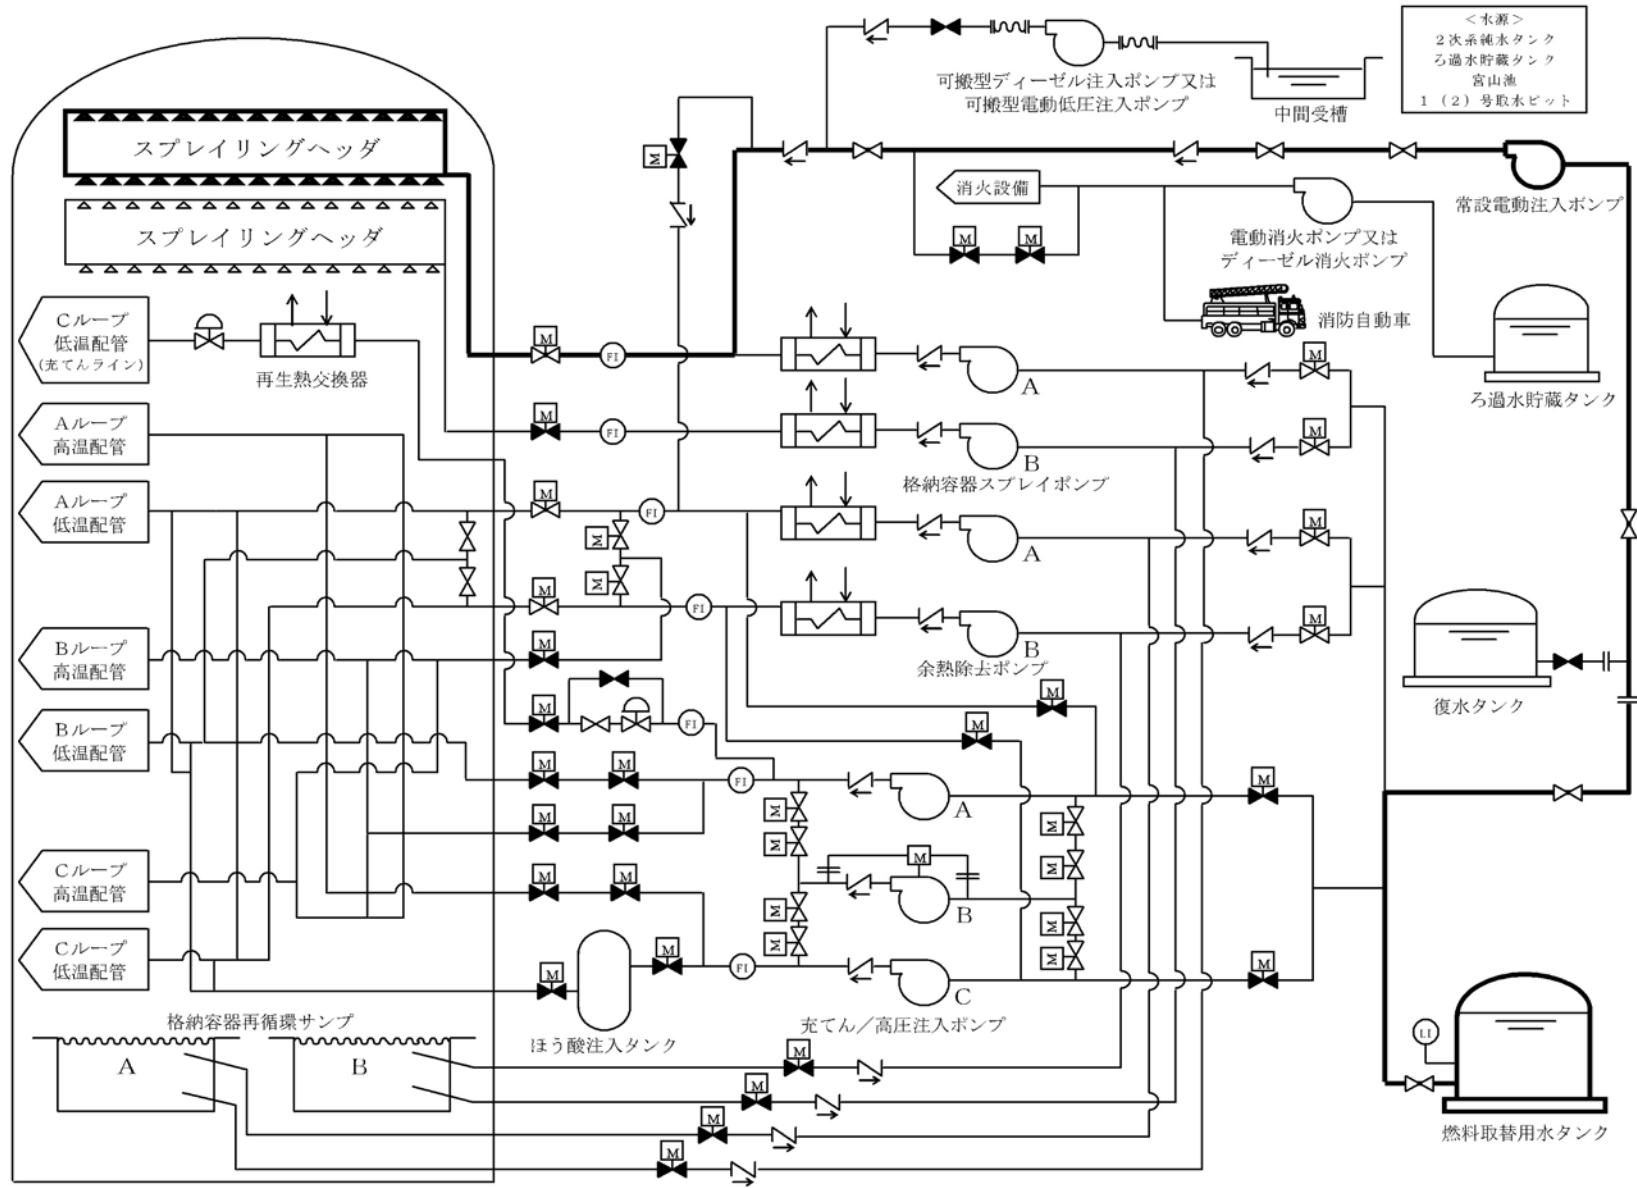 <水源>
2次系純水タンク
ろ過水貯蔵タンク
宮山池
1(2)号取水ピット
可搬型ディーゼル注入ポンプ又は
可搬型電動低圧注入ポンプ
中間受槽
スプレイリングヘッダ
M
消火設備
常設電動注入ポンプ
スプレイリングヘッダ
M
M
電動消火ポンプ又は
ディーゼル消火ポンプ
消防自動車
ろ過水貯蔵タンク
Cループ
低温配管
(充てんライン)
再生熱交換器
M
FI
A
M
Aループ
高温配管
M
FI
B
M
格納容器スプレイポンプ
Aループ
低温配管
M
FI
M
A
M
M
M
FI
B
M
余熱除去ポンプ
Bループ
高温配管
M
M
M
復水タンク
Bループ
低温配管
M
FI
M
M
FI
A
M
M
M
M
M
M
M
Cループ
高温配管
M
M
M
B
M
M
M
M
Cループ
低温配管
M
M
FI
C
M
充てん/高圧注入ポンプ
ほう酸注入タンク
格納容器再循環サンプ
A
B
M
M
M
M
LI
燃料取替用水タンク